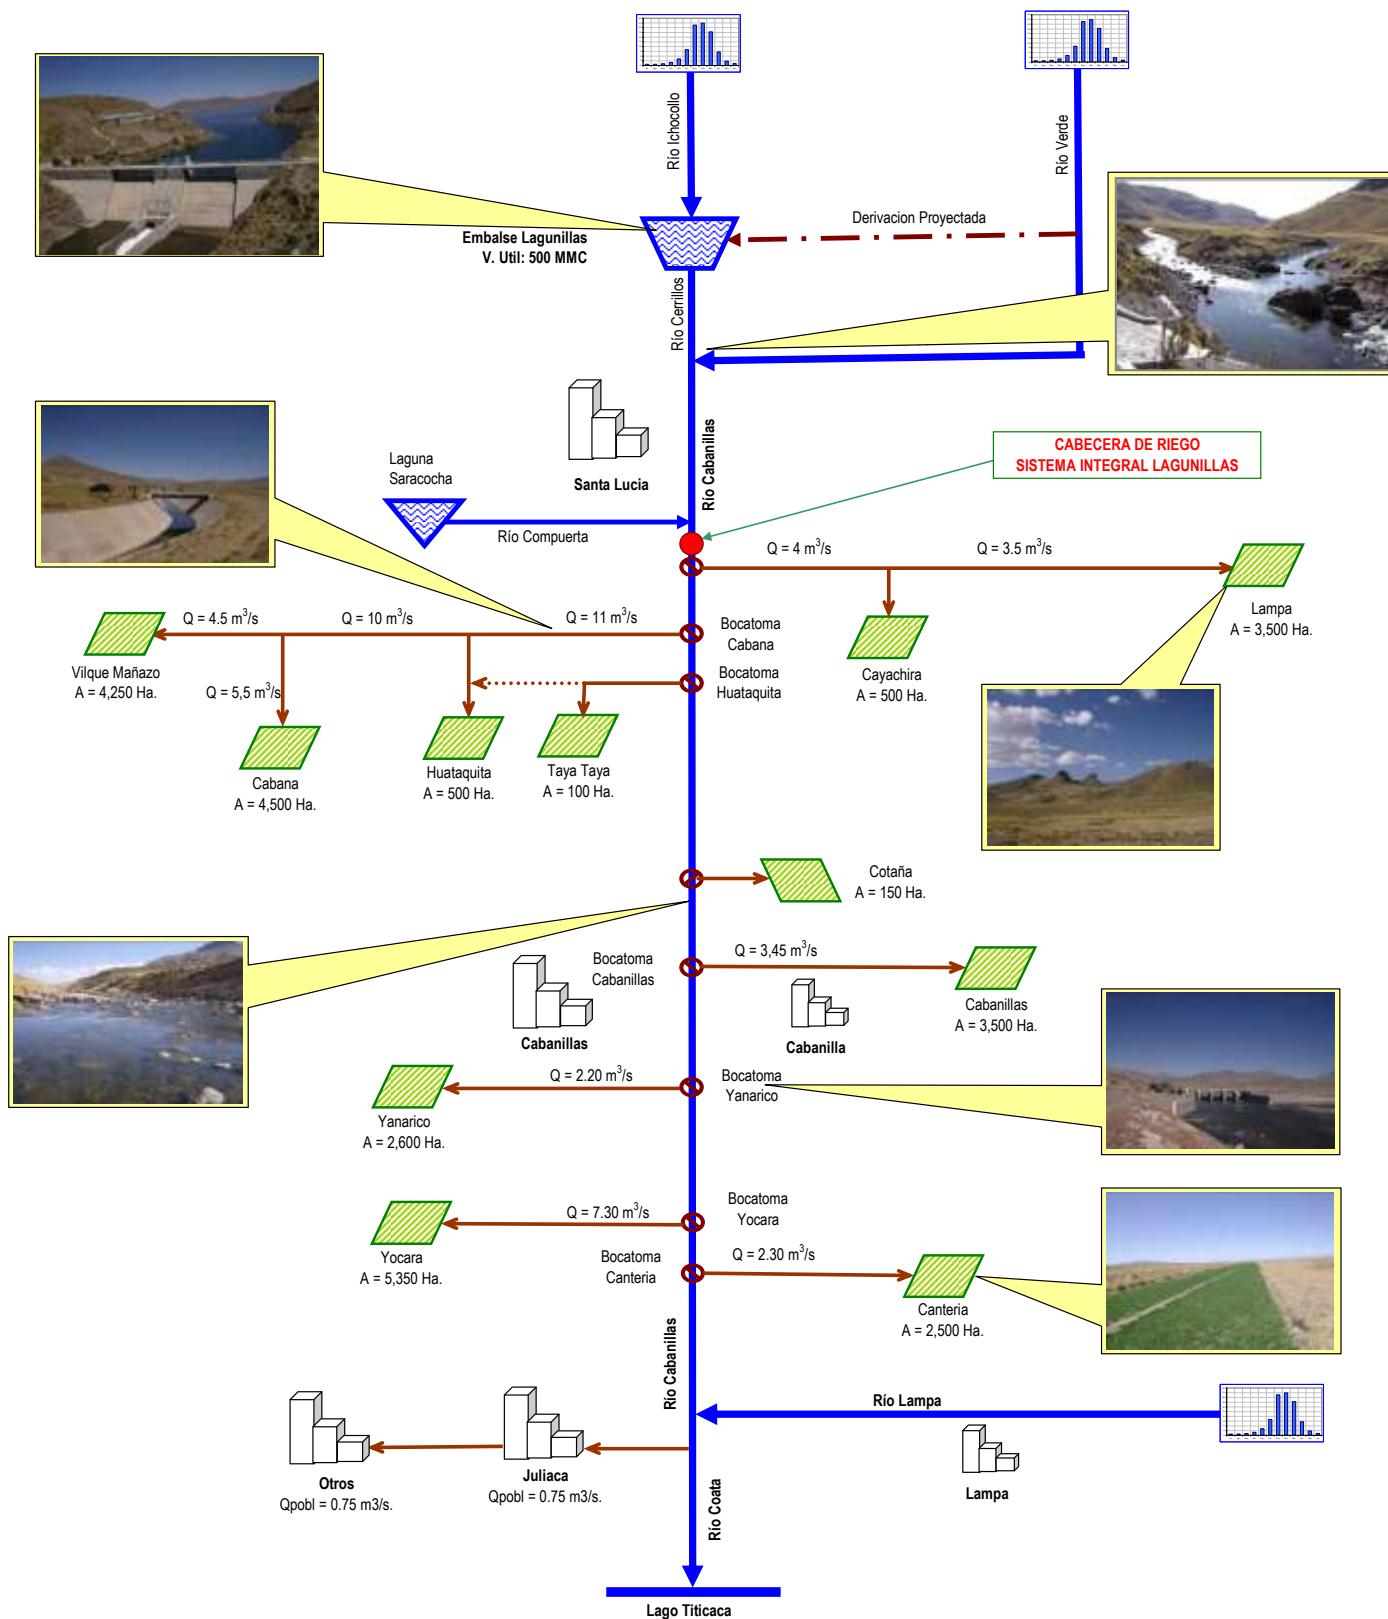 Río Ichocollo
Río Verde
Derivacion Proyectada
Embalse Lagunillas
V. Util: 500 MMC
Río Cerrillos
CABECERA DE RIEGO
SISTEMA INTEGRAL LAGUNILLAS
Río Cabanillas
Laguna
Saracocha
Santa Lucia
Río Compuerta
Q = 4 m³/s
Q = 3.5 m³/s
Lampa
A = 3,500 Ha.
Q = 4.5 m³/s
Q = 10 m³/s
Q = 11 m³/s
Bocatoma
Cabana
Vilque Mañazo
A = 4,250 Ha.
Q = 5,5 m³/s
Bocatoma
Huataquita
Cayachira
A = 500 Ha.
Cabana
A = 4,500 Ha.
Huataquita
A = 500 Ha.
Taya Taya
A = 100 Ha.
Cotaña
A = 150 Ha.
Bocatoma
Cabanillas
Q = 3,45 m³/s
Cabanillas
A = 3,500 Ha.
Cabanillas
Cabanilla
Q = 2.20 m³/s
Bocatoma
Yanarico
Yanarico
A = 2,600 Ha.
Q = 7.30 m³/s
Bocatoma
Yocara
Yocara
A = 5,350 Ha.
Bocatoma
Canteria
Q = 2.30 m³/s
Canteria
A = 2,500 Ha.
Río Cabanillas
Río Lampa
Lampa
Otros
Qpobl = 0.75 m3/s.
Juliaca
Qpobl = 0.75 m3/s.
Río Coata
Lago Titicaca